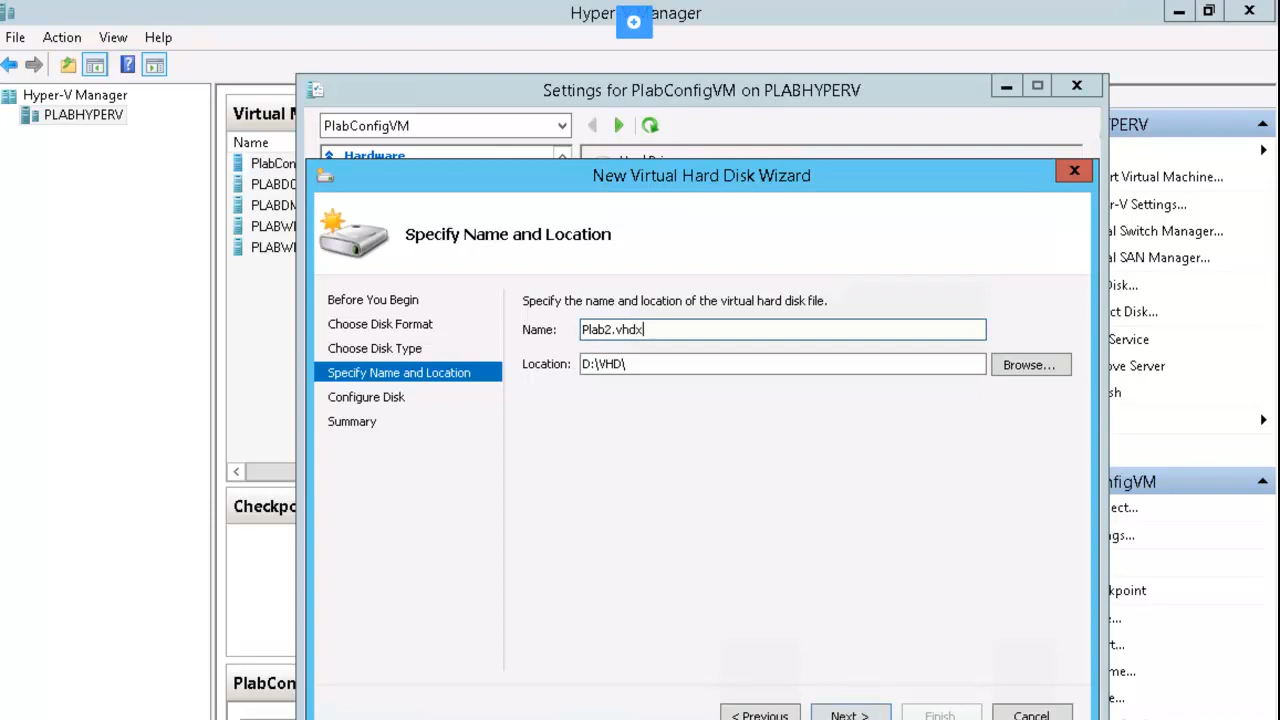 Hyper-V Manager
File Action View Help
Hyper-V Manager
PLABHYPERV
Virtual M
Name
PlabCon
PLABDC
PLABDM
PLABWI
PLABWI
Checkpo
PlabCon
Settings for PlabConfigVM on PLABHYPERV
PlabConfigVM
Hardware
New Virtual Hard Disk Wizard
Specify Name and Location
Before You Begin
Choose Disk Format
Choose Disk Type
Specify Name and Location
Configure Disk
Summary
Specify the name and location of the virtual hard disk file.
Name: Plab2.vhdx
Location: D:\VHD\ Browse...
< Previous Next > Finish Cancel
YPERV
rt Virtual Machine...
r-V Settings...
al Switch Manager...
al SAN Manager...
isk...
ct Disk...
Service
ove Server
sh
nfigVM
ect...
gs...
kpoint
e...
t...
me...
e...